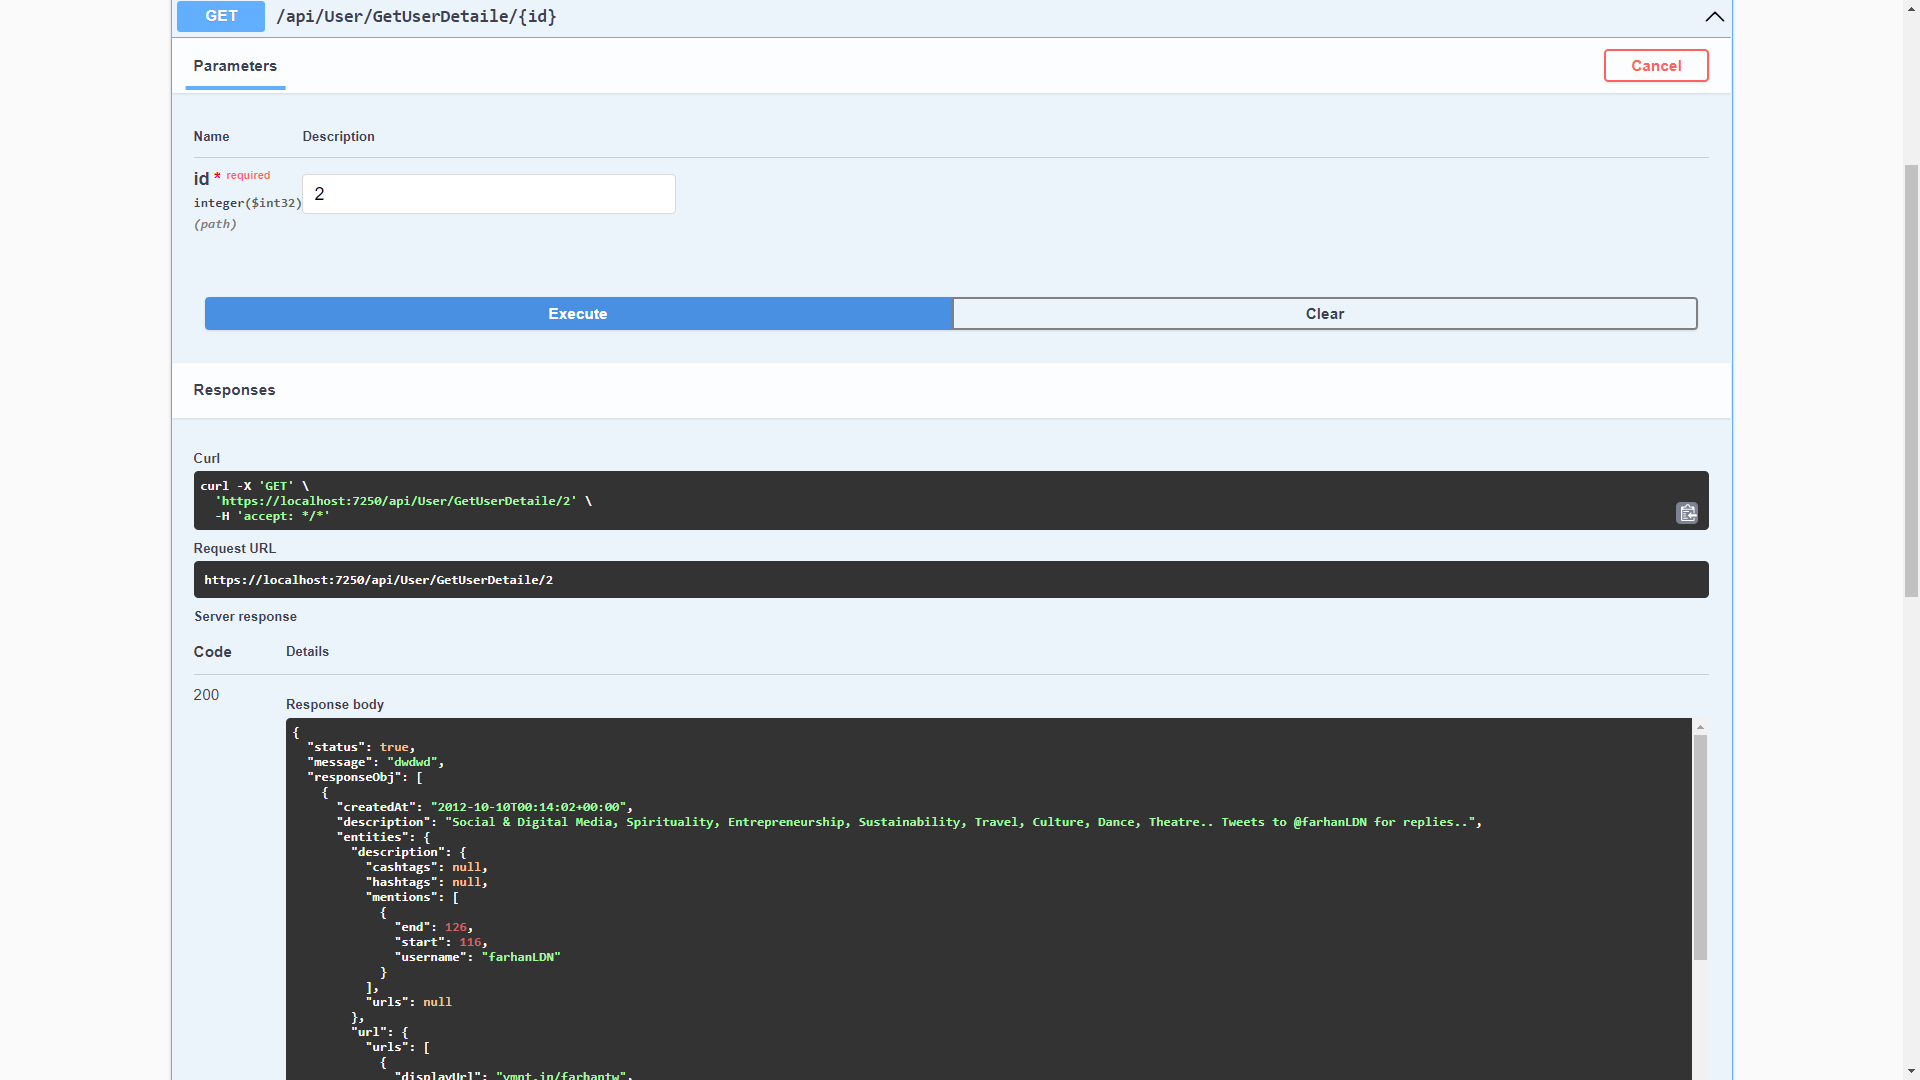 GET /api/User/GetUserDetaile/{id}
Parameters
Cancel
Name Description
id * required
integer($int32)
(path)
2
Execute
Clear
Responses
Curl
curl -X 'GET' \
  'https://localhost:7250/api/User/GetUserDetaile/2' \
  -H 'accept: */*'
Request URL
https://localhost:7250/api/User/GetUserDetaile/2
Server response
Code Details
200
Response body
{
  "status": true,
  "message": "dwdwd",
  "responseObj": [
    {
      "createdAt": "2012-10-10T00:14:02+00:00",
      "description": "Social & Digital Media, Spirituality, Entrepreneurship, Sustainability, Travel, Culture, Dance, Theatre.. Tweets to @farhanLDN for replies..",
      "entities": {
        "description": {
          "cashtags": null,
          "hashtags": null,
          "mentions": [
            {
              "end": 126,
              "start": 116,
              "username": "farhanLDN"
            }
          ],
          "urls": null
        },
        "url": {
          "urls": [
            {
              "displayUrl": "vmnt.in/farhantw",